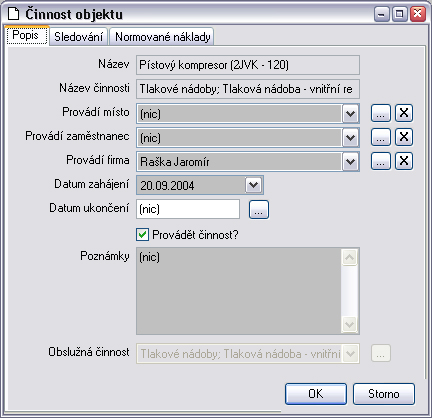 Činnost objektu
Popis Sledování Normované náklady
Název Pístový kompresor (2JVK - 120)
Název činnosti Tlakové nádoby; Tlaková nádoba - vnitřní re
Provádí místo (nic) ... X
Provádí zaměstnanec (nic) ... X
Provádí firma Raška Jaromír ... X
Datum zahájení 20.09.2004
Datum ukončení (nic) ...
Provádět činnost?
Poznámky (nic)
Obslužná činnost Tlakové nádoby; Tlaková nádoba - vnitřní ...
OK Storno